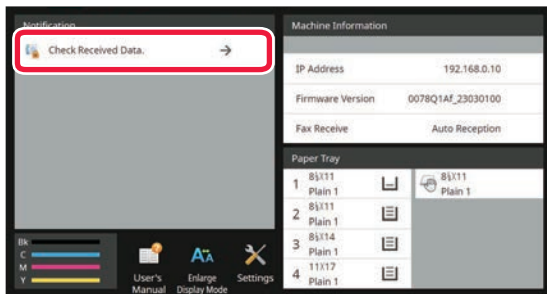 Notification
Check Received Data.
Machine Information
IP Address 192.168.0.10
Firmware Version 0078Q1Af_23030100
Fax Receive Auto Reception
Paper Tray
1 8½X11
Plain 1
8½X11
Plain 1
2 8½X11
Plain 1
3 8½X14
Plain 1
4 11X17
Plain 1
Bk
C
M
Y
User's
Manual
Enlarge
Display Mode
Settings